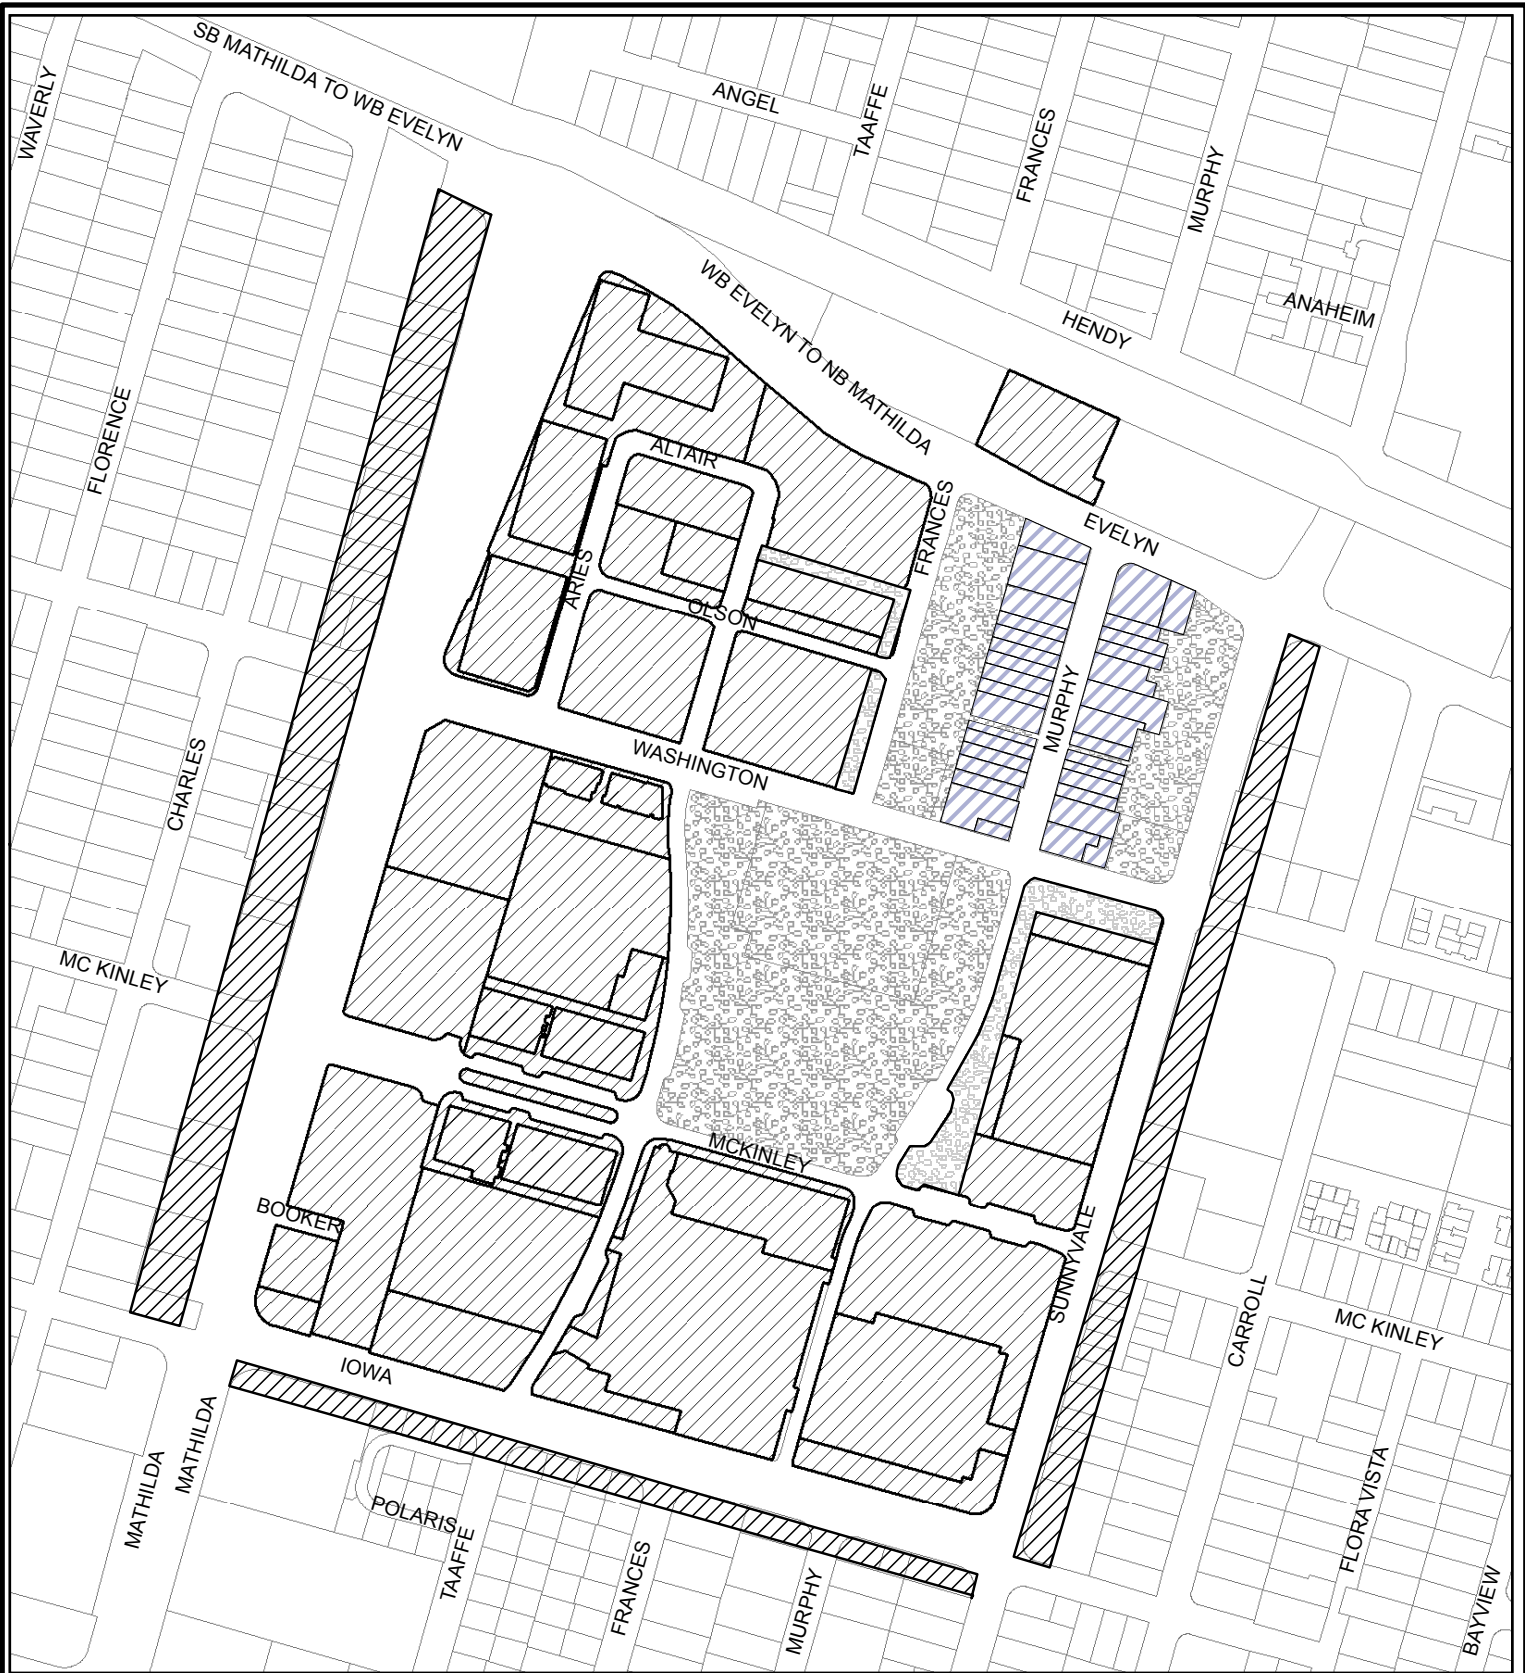 SB MATHILDA TO WB EVELYN
WAVERLY
ANGEL
TAAFFE
FRANCES
MURPHY
WB EVELYN TO NB MATHILDA
HENDY
ANAHEIM
FLORENCE
ALTAIR
FRANCES
EVELYN
ARIES
OLSON
MURPHY
WASHINGTON
CHARLES
MC KINLEY
MCKINLEY
BOOKER
SUNNYVALE
CARROLL
MC KINLEY
IOWA
MATHILDA
MATHILDA
POLARIS
TAAFFE
FRANCES
MURPHY
FLORA VISTA
BAYVIEW